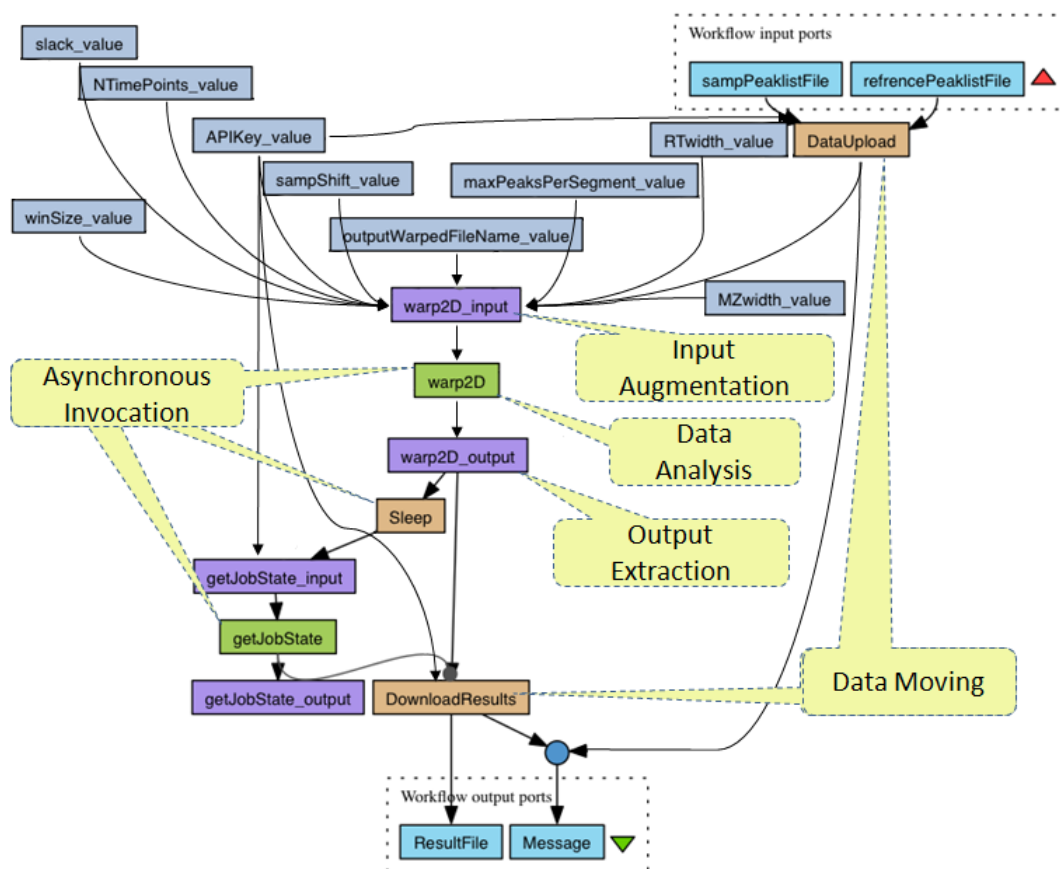 slack_value
Workflow input ports
NTimePoints_value
sampPeaklistFile
refrencePeaklistFile
APIKey_value
RTwidth_value
DataUpload
sampShift_value
maxPeaksPerSegment_value
winSize_value
outputWarpedFileName_value
MZwidth_value
warp2D_input
Input
Augmentation
Asynchronous
Invocation
warp2D
Data
Analysis
warp2D_output
Sleep
Output
Extraction
getJobState_input
getJobState
getJobState_output
DownloadResults
Data Moving
Workflow output ports
ResultFile
Message